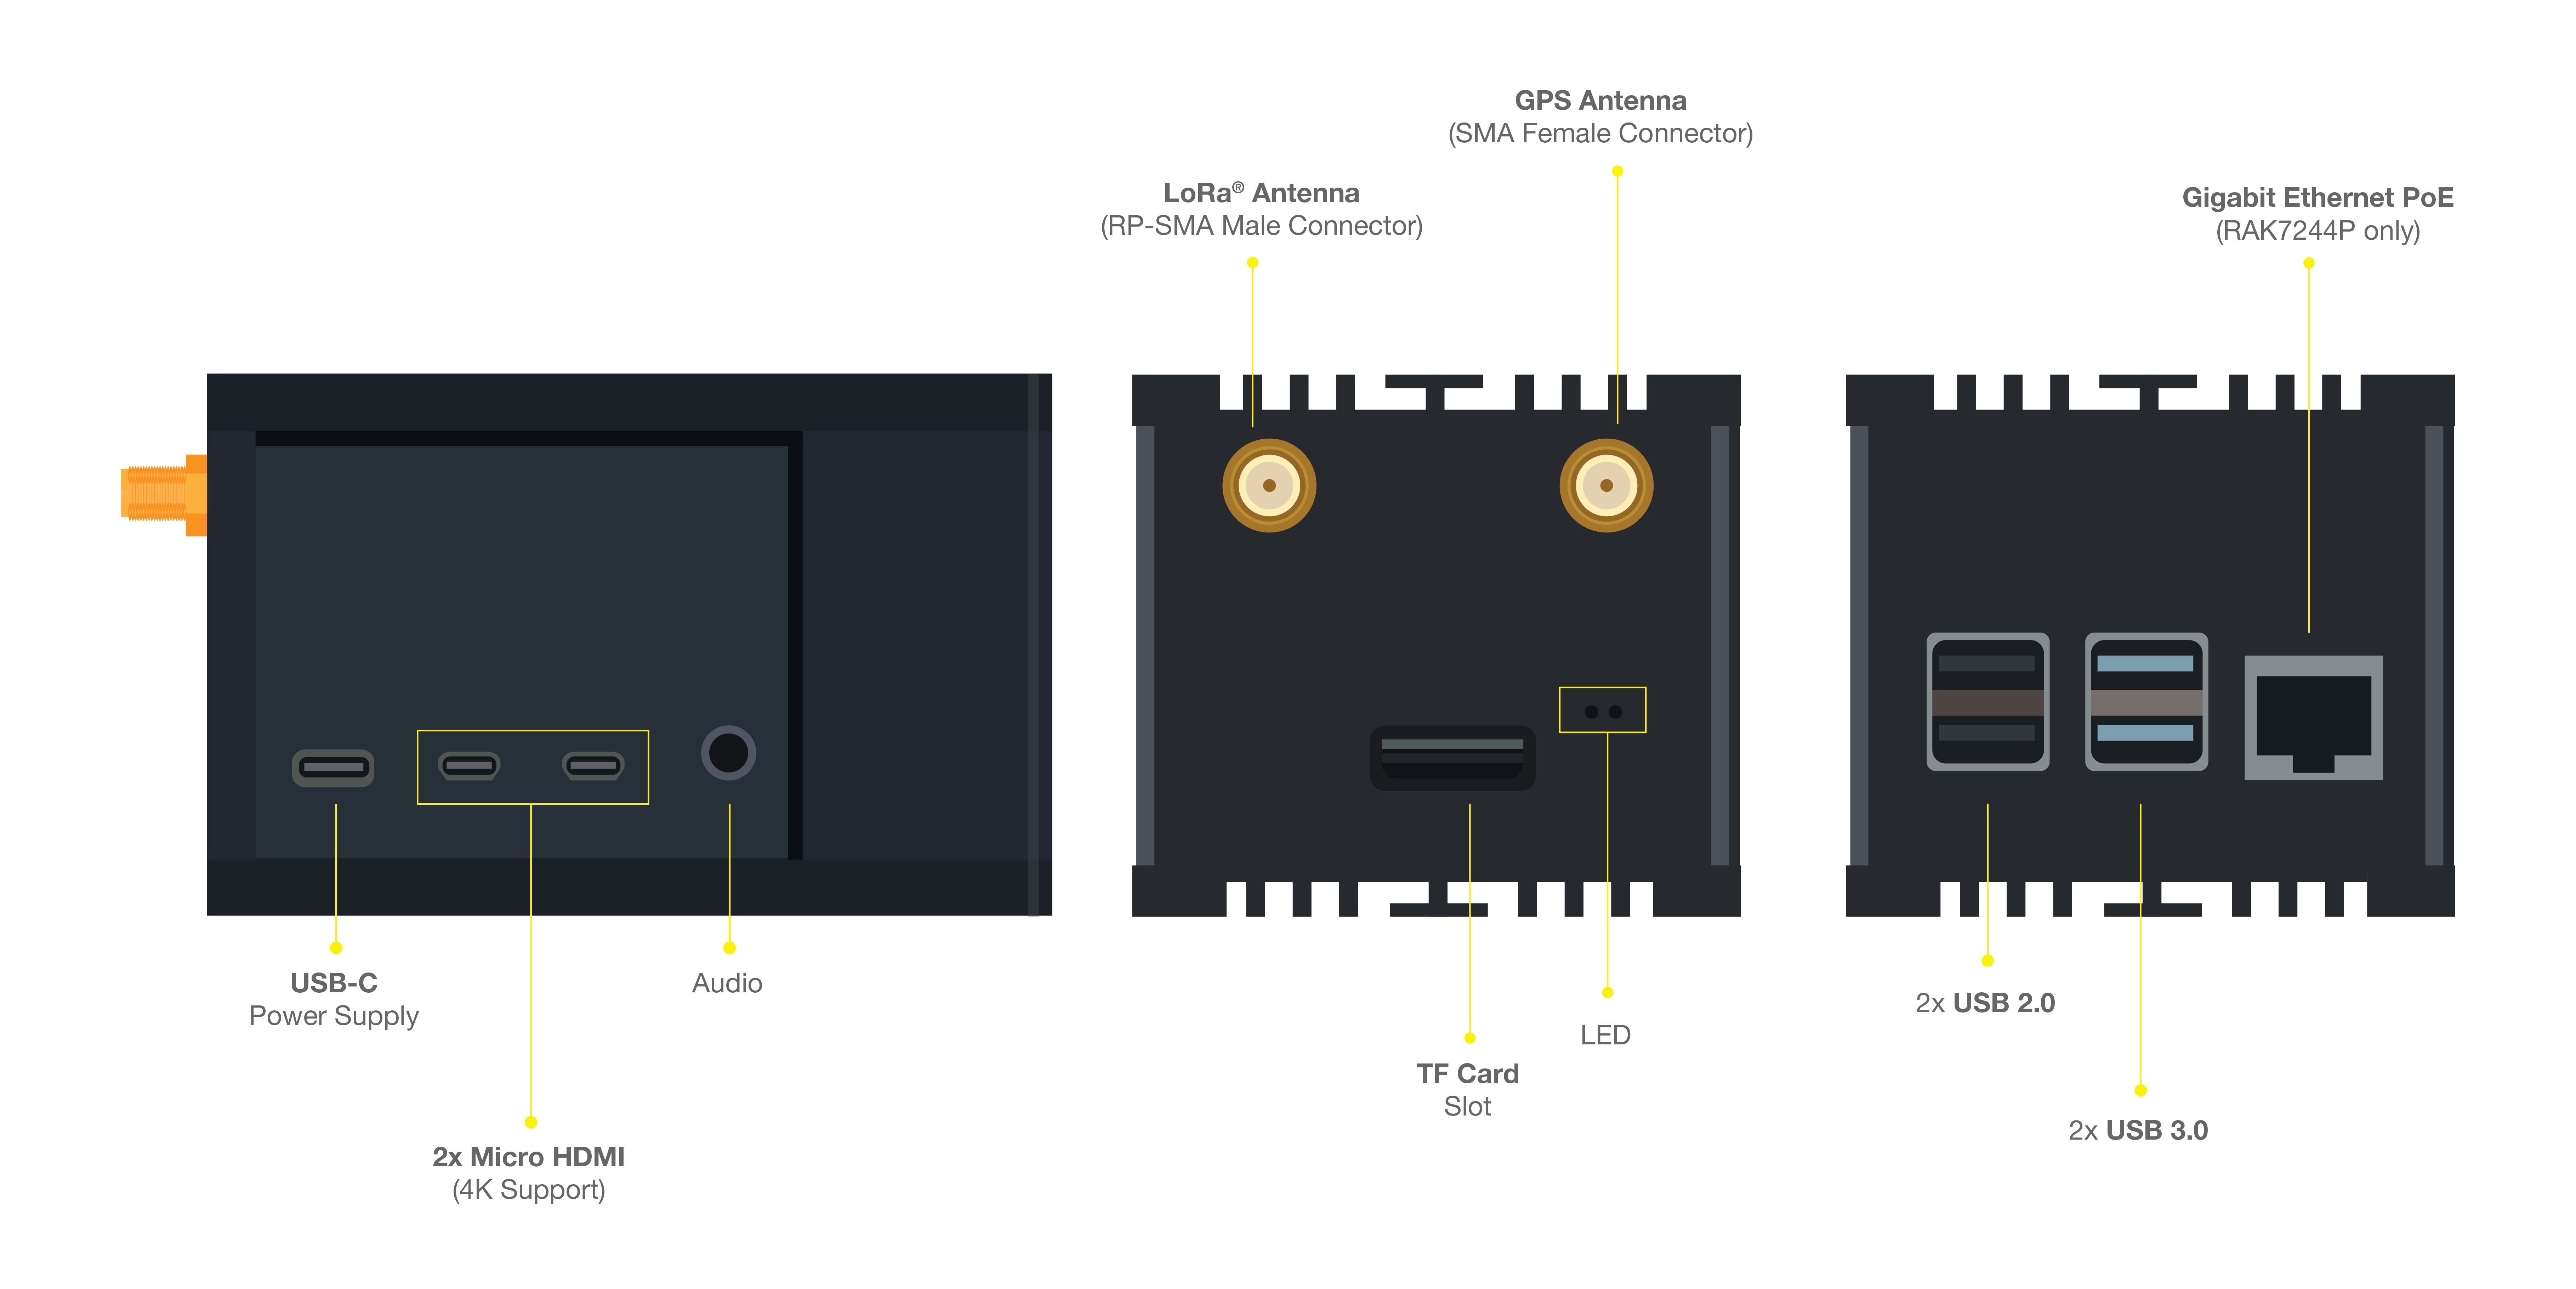 GPS Antenna
(SMA Female Connector)
LoRa® Antenna
(RP-SMA Male Connector)
Gigabit Ethernet PoE
(RAK7244P only)
USB-C
Power Supply
Audio
2x Micro HDMI
(4K Support)
TF Card
Slot
LED
2x USB 2.0
2x USB 3.0